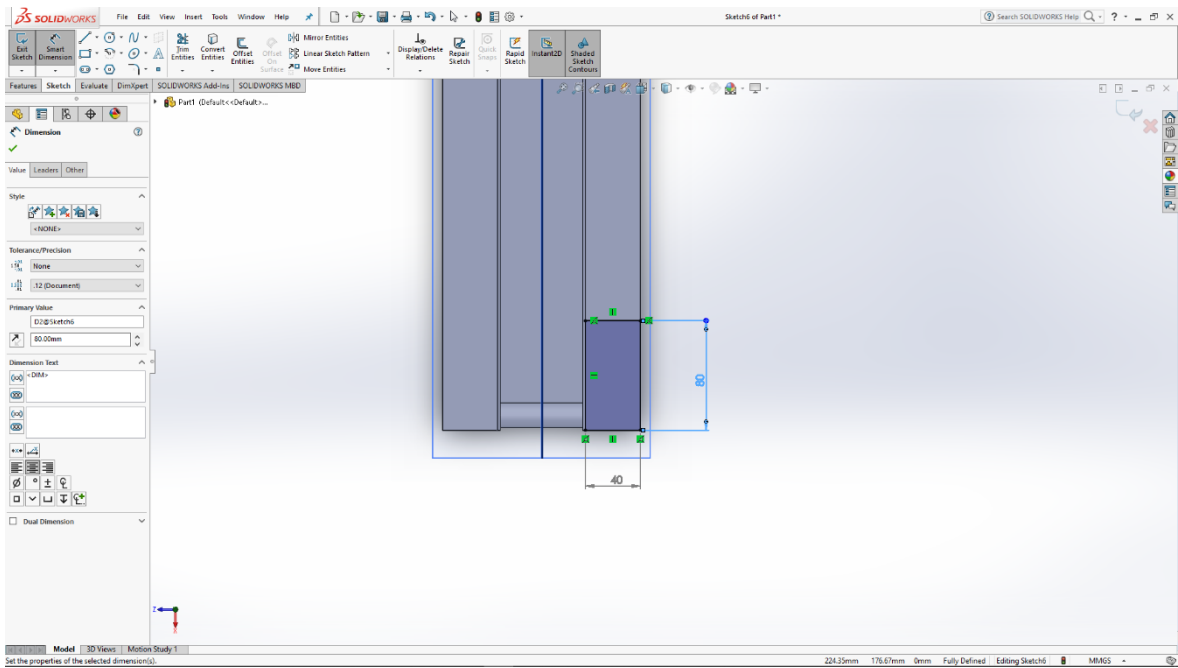 SOLIDWORKS File Edit View Insert Tools Window Help Sketch6 of Part1 * Search SOLIDWORKS Help
Exit Sketch Smart Dimension Trim Entities Convert Entities Offset Entities Offset On Surface Mirror Entities Linear Sketch Pattern Move Entities Display/Delete Relations Repair Sketch Quick Snaps Rapid Sketch Instant2D Shaded Sketch Contours
Features Sketch Evaluate DimXpert SOLIDWORKS Add-Ins SOLIDWORKS MBD
Part1 (Default<<Default>...
Dimension
Value Leaders Other
Style
<NONE>
Tolerance/Precision
None
.12 (Document)
Primary Value
D2@Sketch6
80.00mm
Dimension Text
<DIM>
Dual Dimension
80
40
Z
X
Model 3D Views Motion Study 1
Set the properties of the selected dimension(s). 224.35mm 176.67mm 0mm Fully Defined Editing Sketch6 MMGS